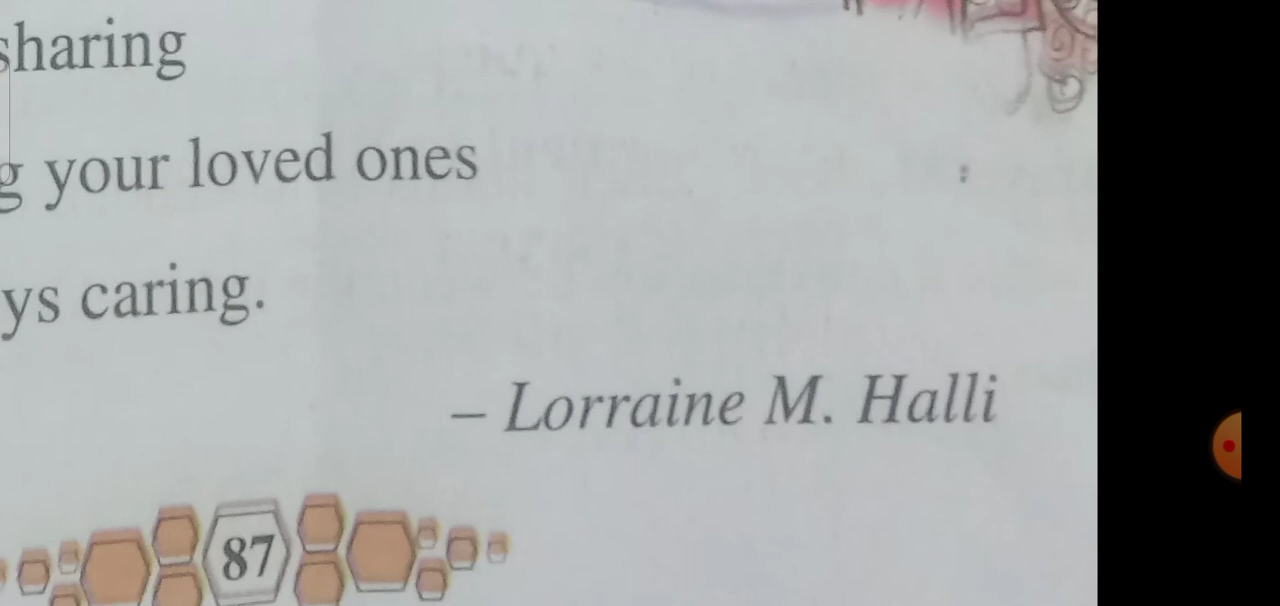 sharing
your loved ones
caring.
– Lorraine M. Halli
87